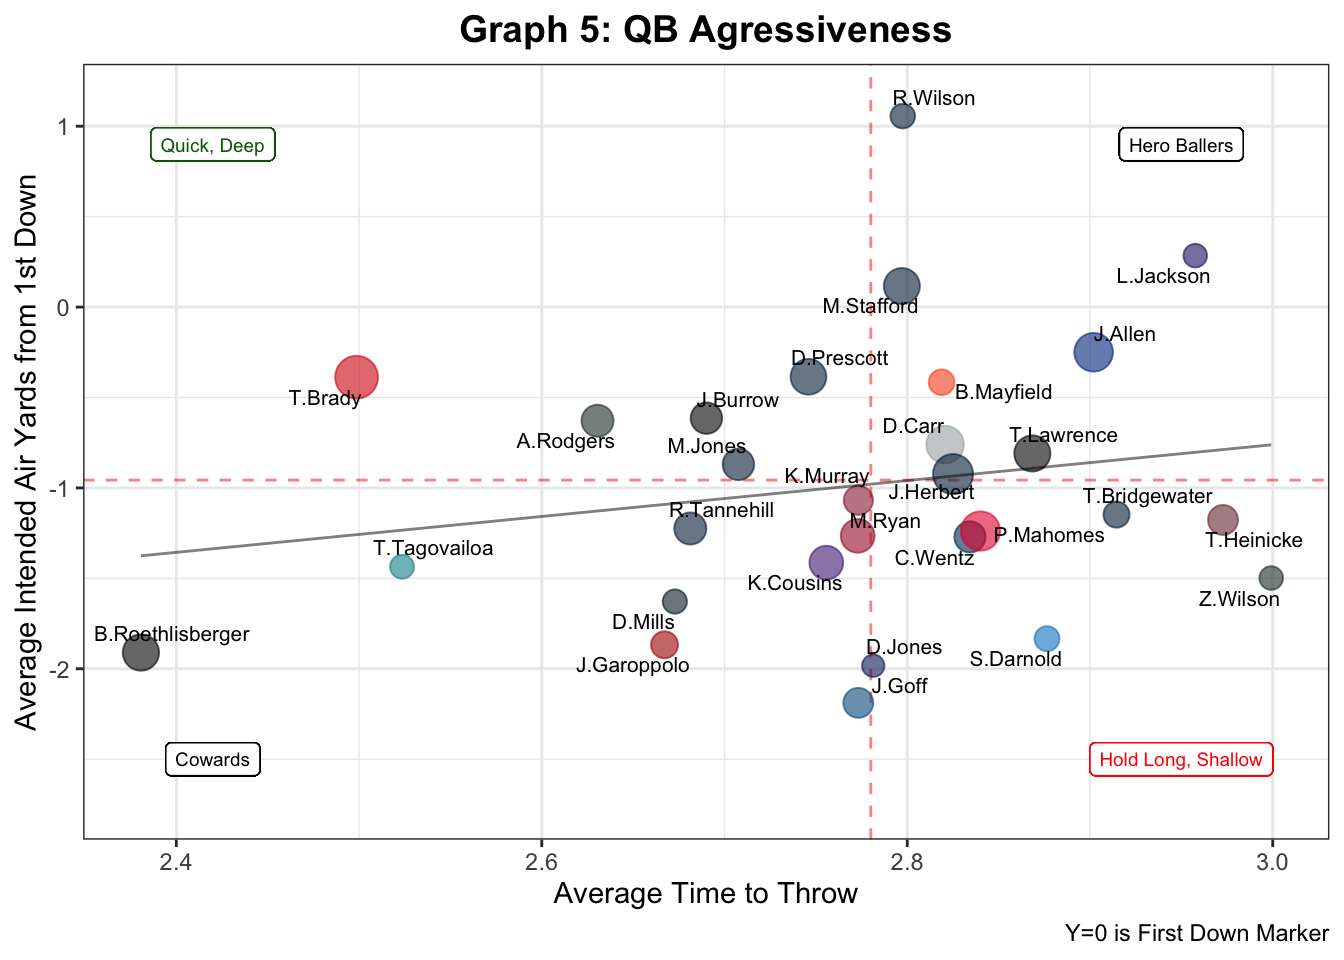 Graph 5: QB Agressiveness
R.Wilson
Quick, Deep
Hero Ballers
L.Jackson
M.Stafford
J.Allen
D.Prescott
B.Mayfield
T.Brady
J.Burrow
A.Rodgers
M.Jones
D.Carr
T.Lawrence
K.Murray
J.Herbert
T.Bridgewater
R.Tannehill
M.Ryan
P.Mahomes
T.Heinicke
T.Tagovailoa
C.Wentz
K.Cousins
Z.Wilson
D.Mills
B.Roethlisberger
J.Garoppolo
D.Jones
S.Darnold
J.Goff
Cowards
Hold Long, Shallow
1
0
-1
-2
Average Intended Air Yards from 1st Down
2.4
2.6
2.8
3.0
Average Time to Throw
Y=0 is First Down Marker